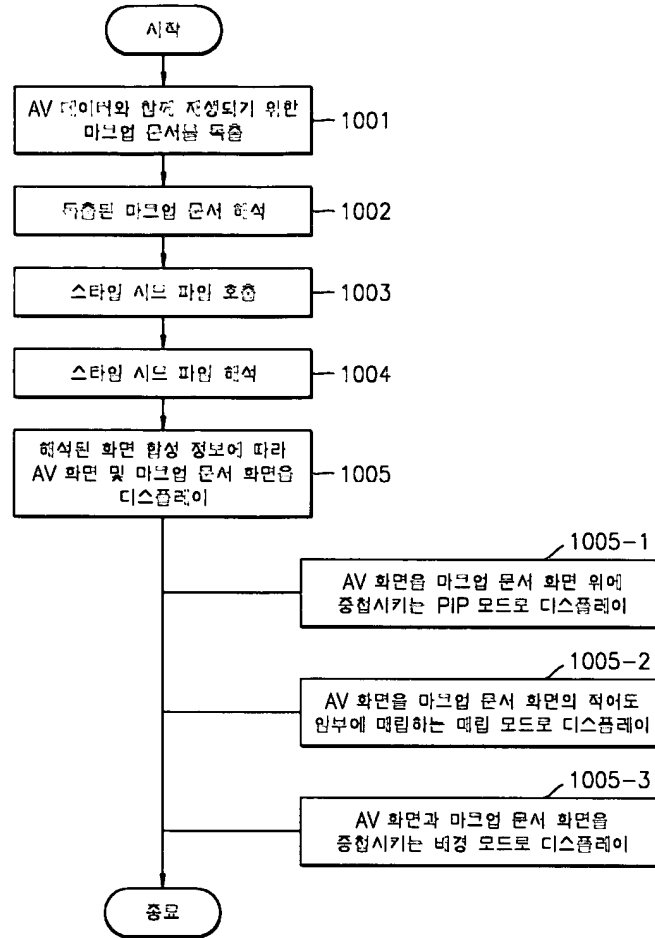 시작
AV 데이터와 함께 재생되기 위한
마크업 문서를 독출
1001
독출된 마크업 문서 해석
1002
스타일 시트 파일 호출
1003
스타일 시트 파일 해석
1004
해석된 화면 합성 정보에 따라
AV 화면 및 마크업 문서 화면을
디스플레이
1005
1005-1
AV 화면을 마크업 문서 화면 위에
중첩시키는 PIP 모드로 디스플레이
1005-2
AV 화면을 마크업 문서 화면의 적어도
일부에 매립하는 매립 모드로 디스플레이
1005-3
AV 화면과 마크업 문서 화면을
중첩시키는 배경 모드로 디스플레이
종료